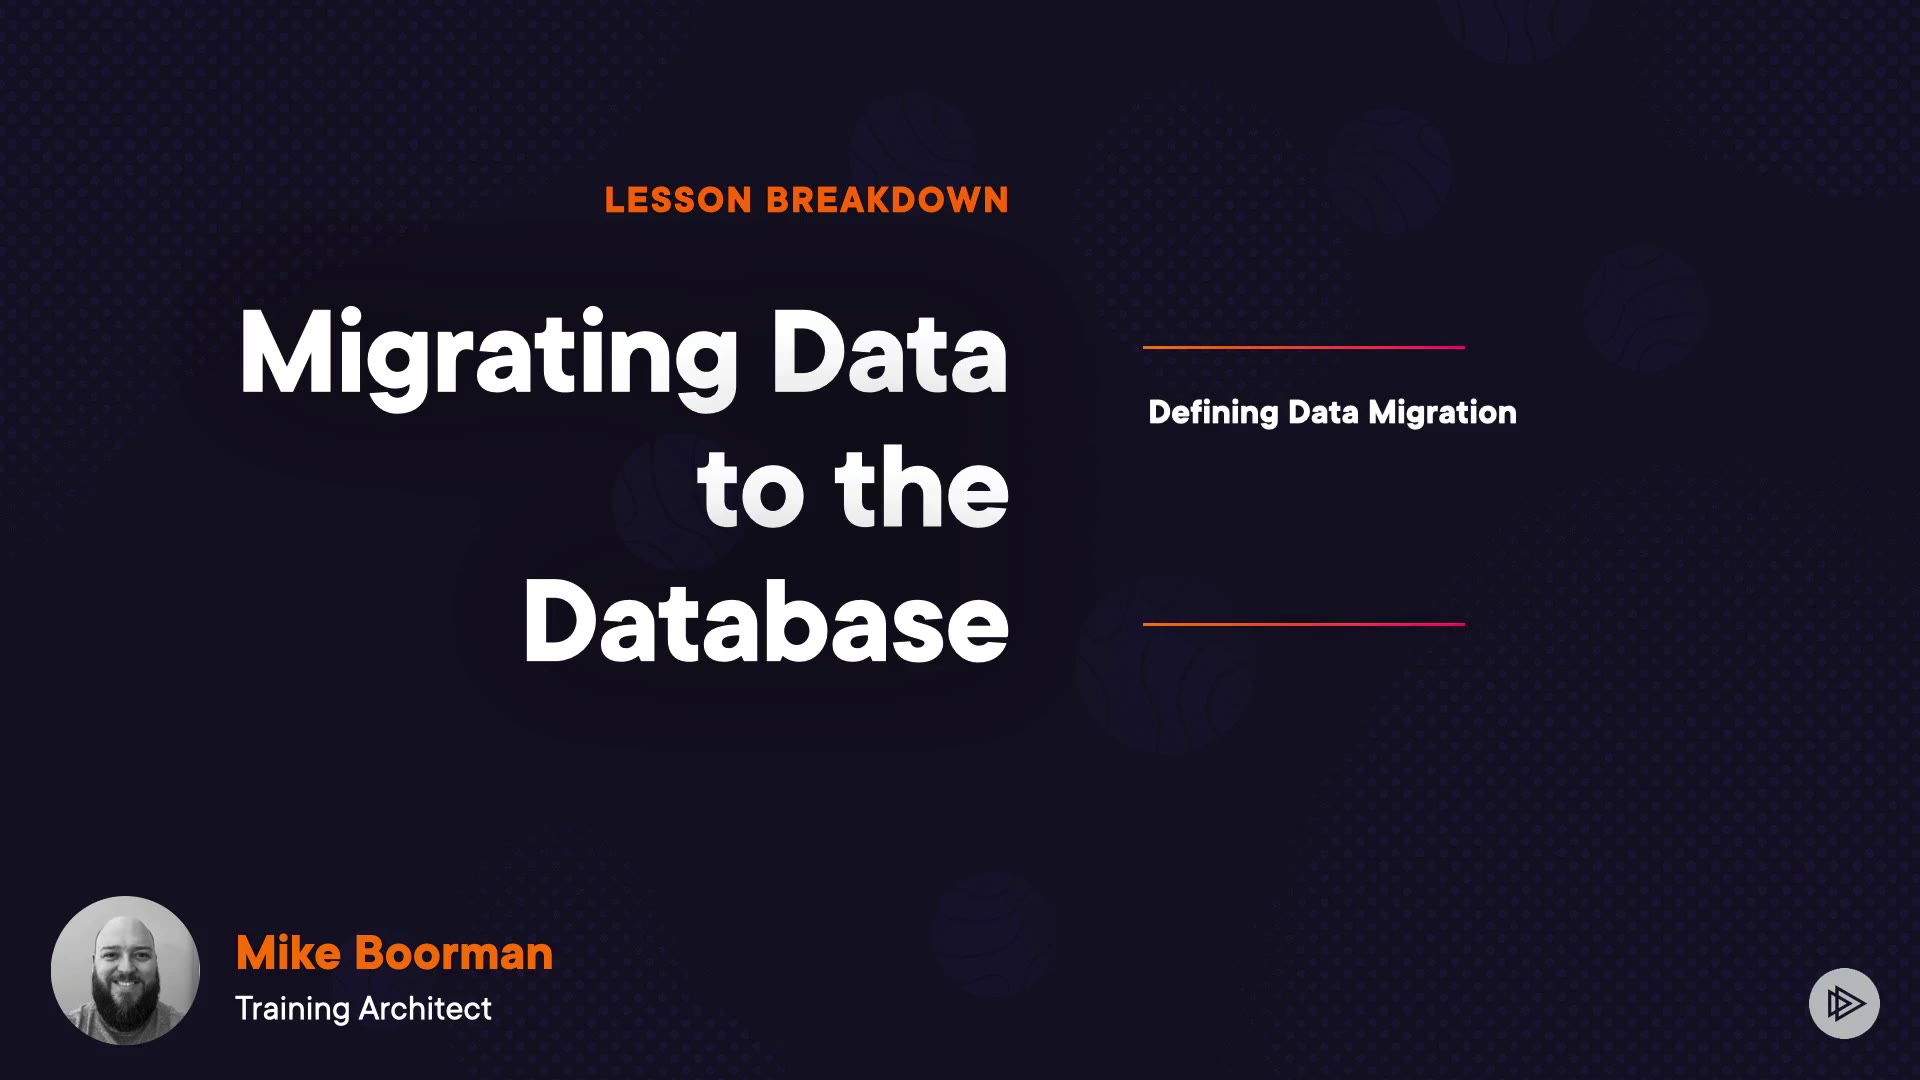 LESSON BREAKDOWN
Migrating Data
to the
Database
Defining Data Migration
Mike Boorman
Training Architect